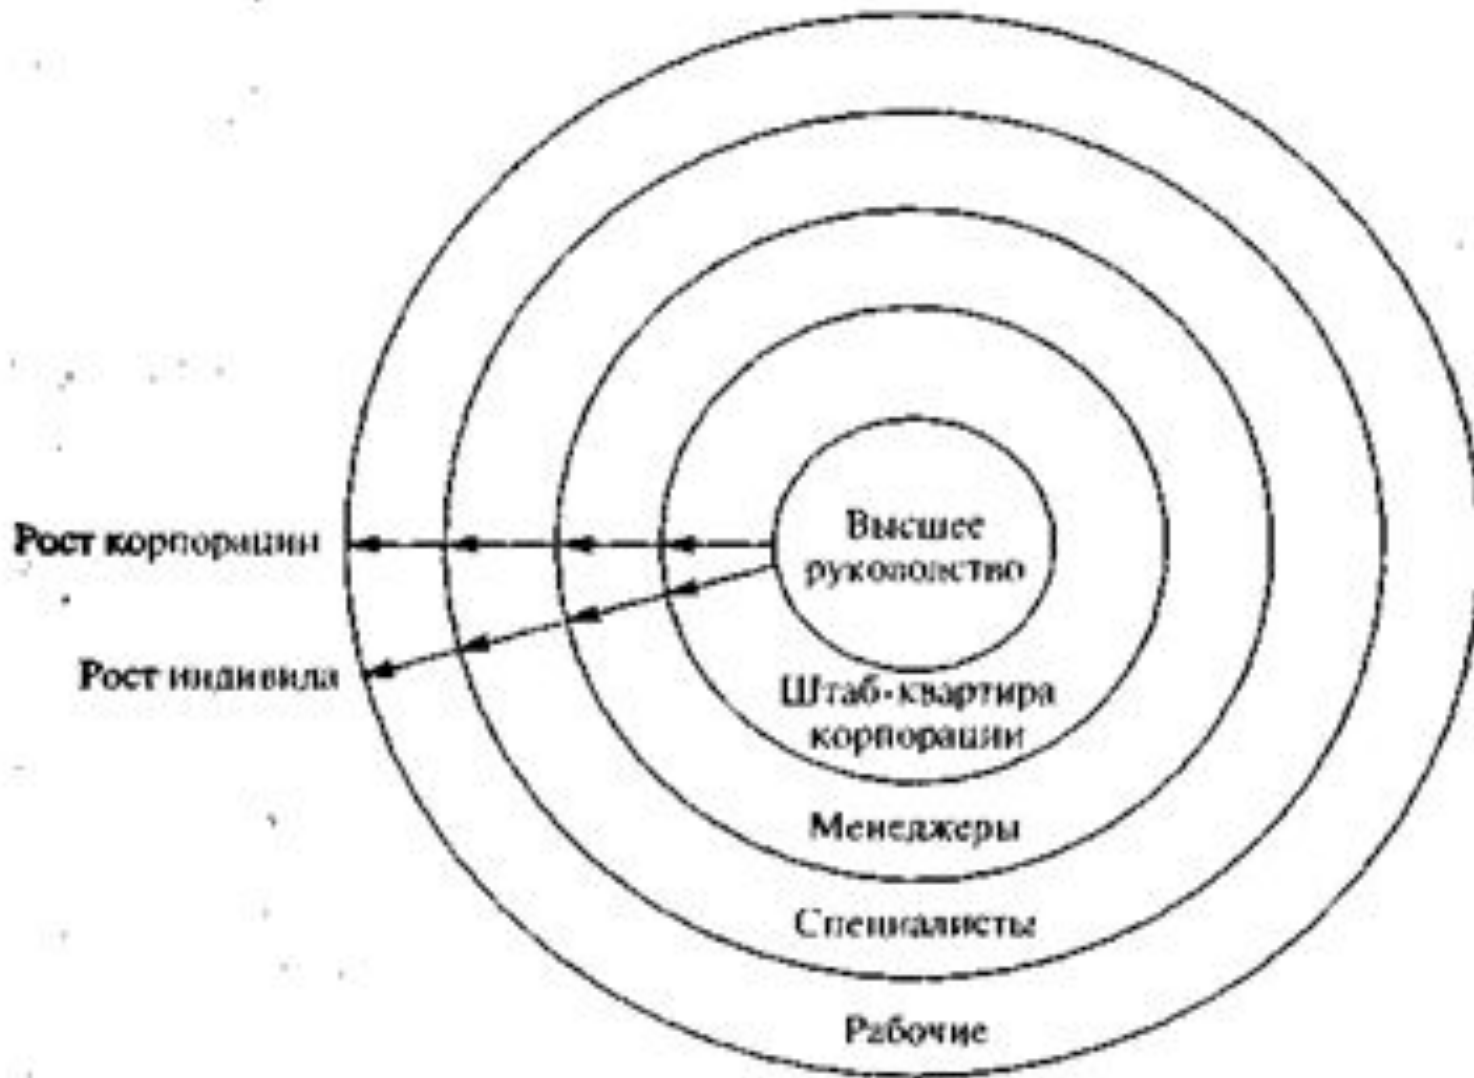 Высшее
руководство
Рост корпорации
Рост индивида
Штаб-квартира
корпорации
Менеджеры
Специалисты
Рабочие